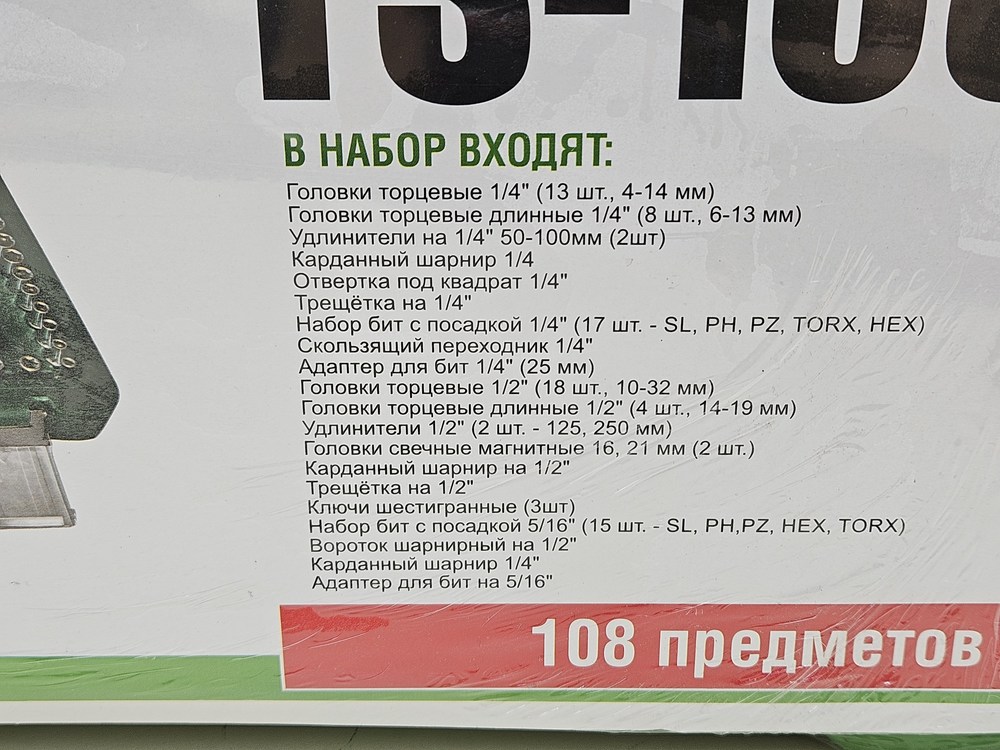 В НАБОР ВХОДЯТ:
Головки торцевые 1/4" (13 шт., 4-14 мм)
Головки торцевые длинные 1/4" (8 шт., 6-13 мм)
Удлинители на 1/4" 50-100мм (2шт)
Карданный шарнир 1/4
Отвертка под квадрат 1/4"
Трещётка на 1/4"
Набор бит с посадкой 1/4" (17 шт. - SL, PH, PZ, TORX, HEX)
Скользящий переходник 1/4"
Адаптер для бит 1/4" (25 мм)
Головки торцевые 1/2" (18 шт., 10-32 мм)
Головки торцевые длинные 1/2" (4 шт., 14-19 мм)
Удлинители 1/2" (2 шт. - 125, 250 мм)
Головки свечные магнитные 16, 21 мм (2 шт.)
Карданный шарнир на 1/2"
Трещётка на 1/2"
Ключи шестигранные (3шт)
Набор бит с посадкой 5/16" (15 шт. - SL, PH,PZ, HEX, TORX)
Вороток шарнирный на 1/2"
Карданный шарнир 1/4"
Адаптер для бит на 5/16"
108 предметов